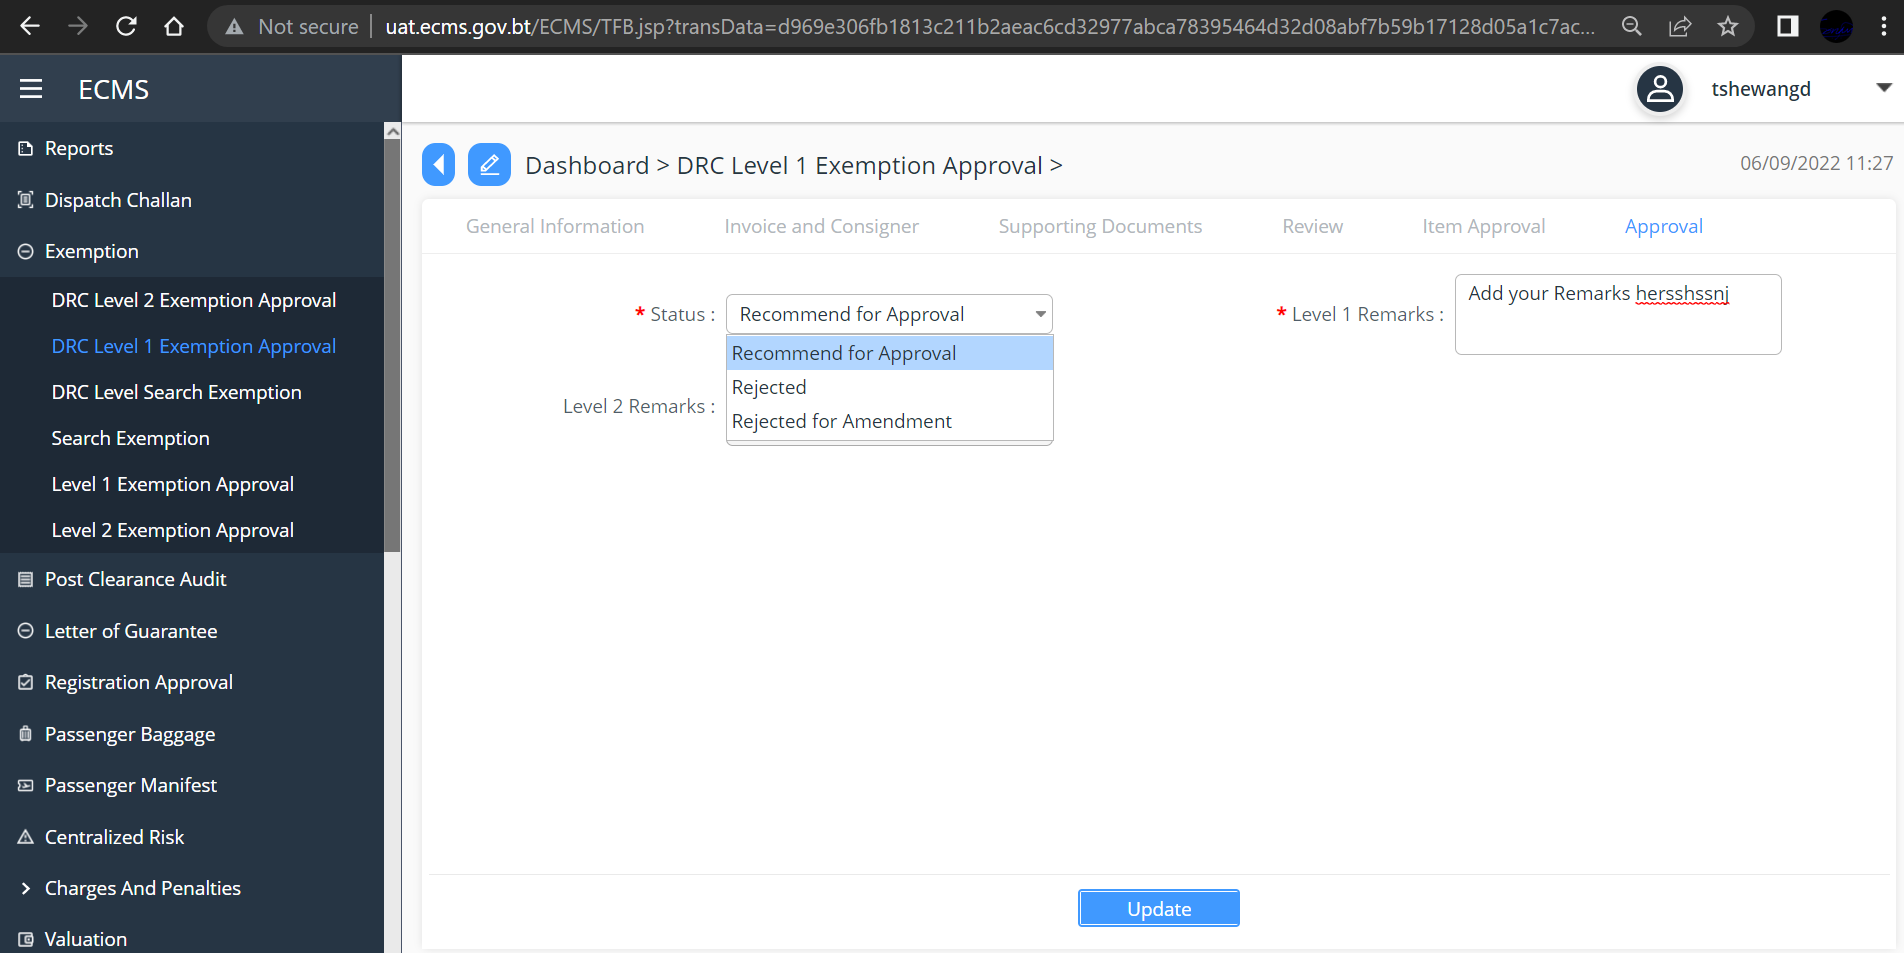 Not secure uat.ecms.gov.bt/ECMS/TFB.jsp?transData=d969e306fb1813c211b2aeac6cd32977abca78395464d32d08abf7b59b17128d05a1c7ac...
ECMS
tshewangd
Reports
Dispatch Challan
Exemption
DRC Level 2 Exemption Approval
DRC Level 1 Exemption Approval
DRC Level Search Exemption
Search Exemption
Level 1 Exemption Approval
Level 2 Exemption Approval
Post Clearance Audit
Letter of Guarantee
Registration Approval
Passenger Baggage
Passenger Manifest
Centralized Risk
Charges And Penalties
Valuation
Dashboard > DRC Level 1 Exemption Approval >
06/09/2022 11:27
General Information Invoice and Consigner Supporting Documents Review Item Approval Approval
* Status : Recommend for Approval
Recommend for Approval
Rejected
Rejected for Amendment
* Level 1 Remarks : Add your Remarks hersshssnj
Level 2 Remarks :
Update